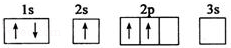 1s 2s 2p 3s
↑ ↓ ↑ ↑ ↑